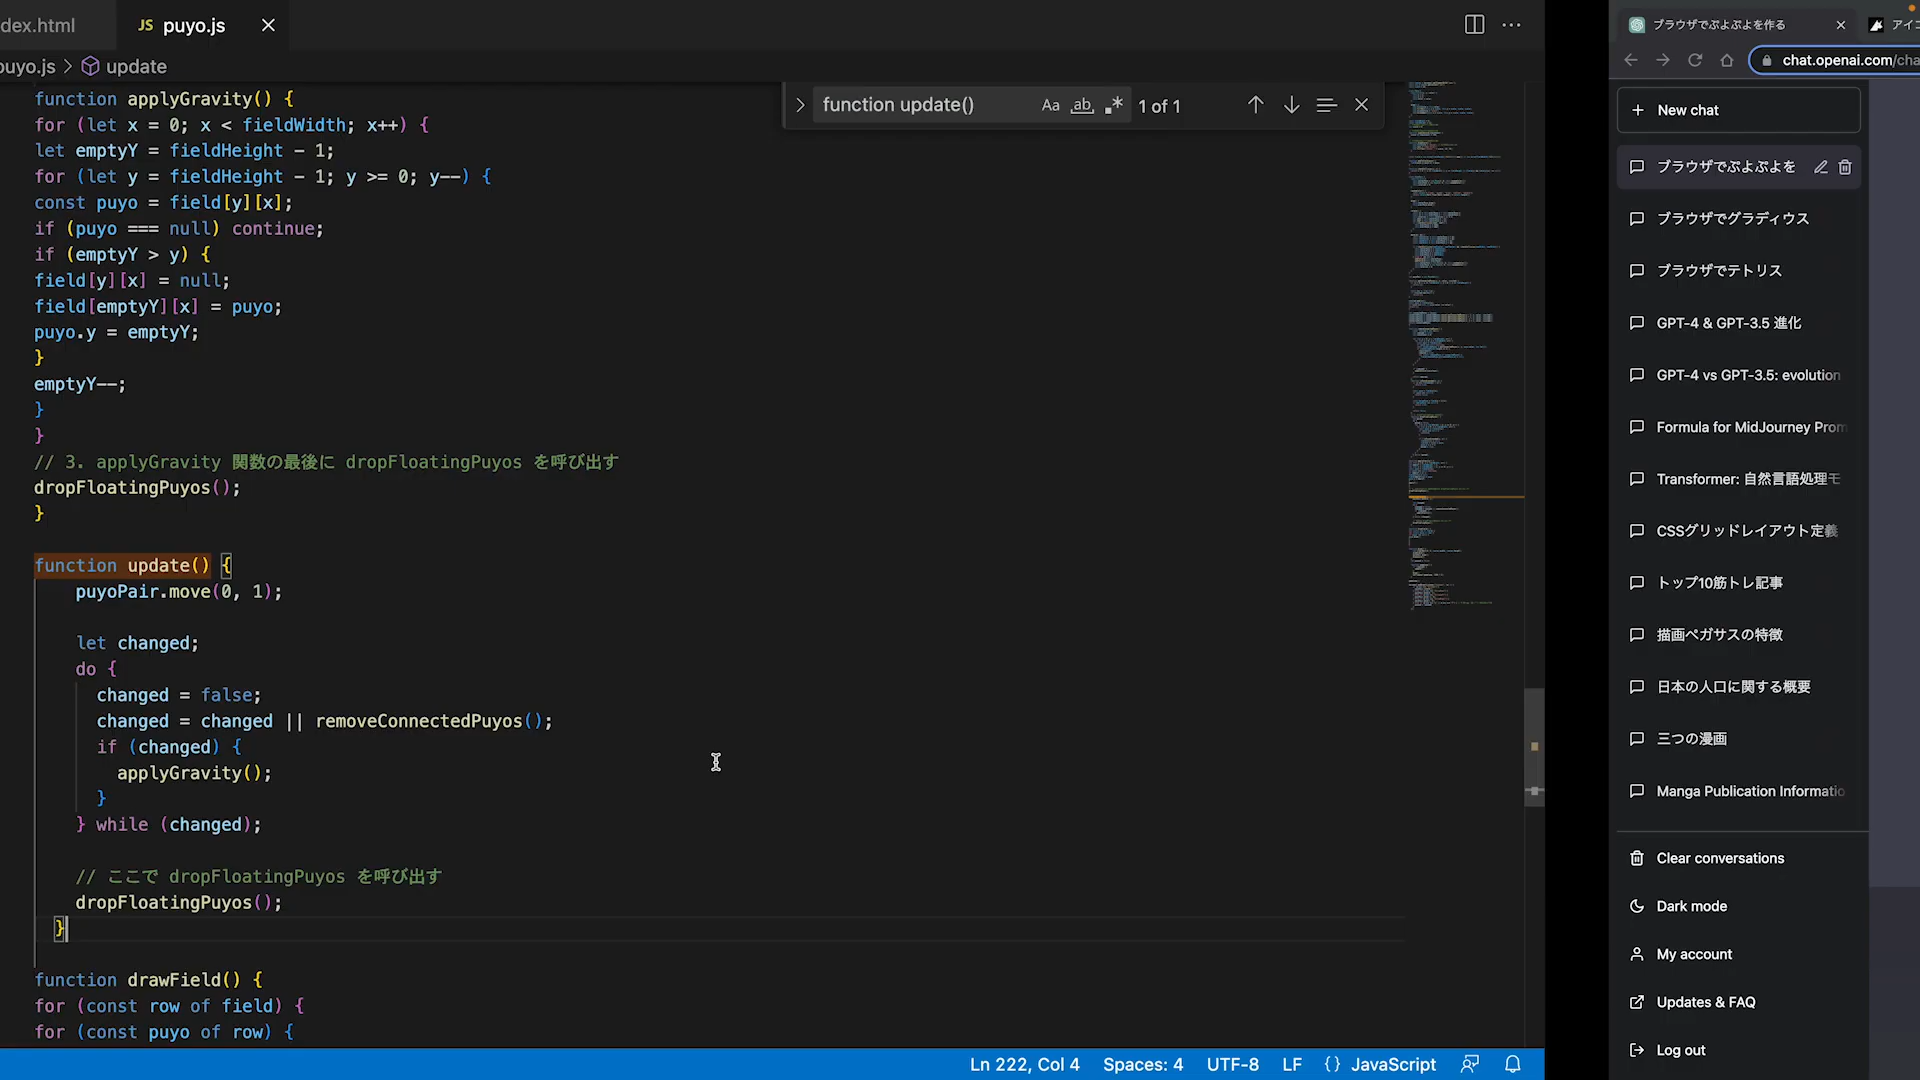 dex.html
JS puyo.js
puyo.js > update
function update()
Aa ab
1 of 1
function applyGravity() {
for (let x = 0; x < fieldWidth; x++) {
let emptyY = fieldHeight - 1;
for (let y = fieldHeight - 1; y >= 0; y--) {
const puyo = field[y][x];
if (puyo === null) continue;
if (emptyY > y) {
field[y][x] = null;
field[emptyY][x] = puyo;
puyo.y = emptyY;
}
emptyY--;
}
}
// 3. applyGravity 関数の最後に dropFloatingPuyos を呼び出す
dropFloatingPuyos();
}
function update() {
puyoPair.move(0, 1);
let changed;
do {
changed = false;
changed = changed || removeConnectedPuyos();
if (changed) {
applyGravity();
}
} while (changed);
// ここで dropFloatingPuyos を呼び出す
dropFloatingPuyos();
}
function drawField() {
for (const row of field) {
for (const puyo of row) {
Ln 222, Col 4
Spaces: 4
UTF-8
LF
{} JavaScript
ブラウザでぷよぷよを作る
アイコ
chat.openai.com/cha
+ New chat
ブラウザでぷよぷよを
ブラウザでグラディウス
ブラウザでテトリス
GPT-4 & GPT-3.5 進化
GPT-4 vs GPT-3.5: evolution
Formula for MidJourney Prom
Transformer: 自然言語処理モ
CSSグリッドレイアウト定義
トップ10筋トレ記事
描画ペガサスの特徴
日本の人口に関する概要
三つの漫画
Manga Publication Informatio
Clear conversations
Dark mode
My account
Updates & FAQ
Log out